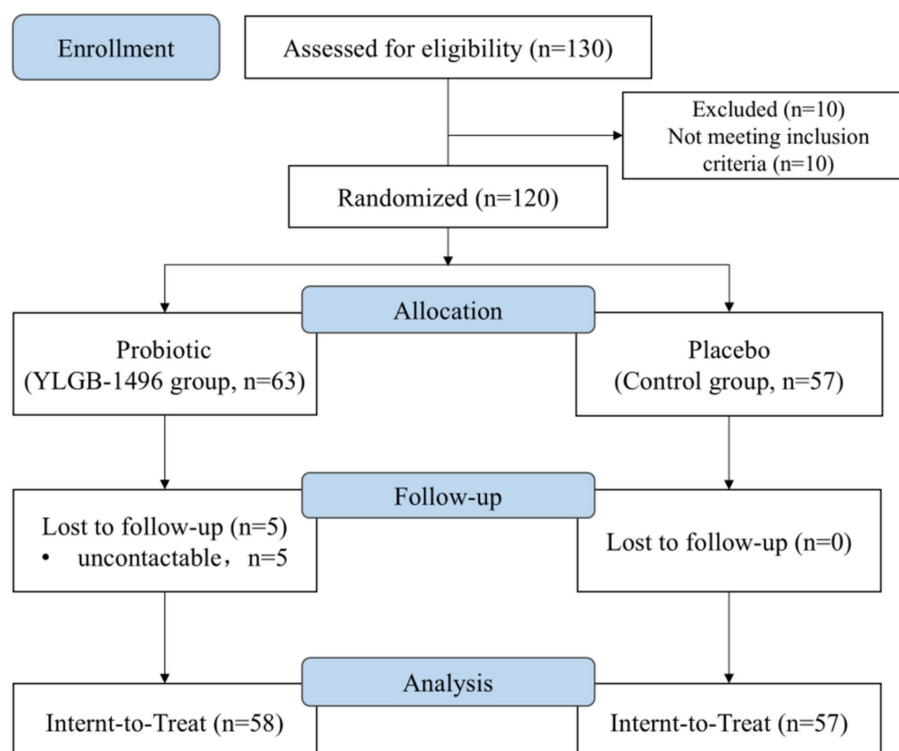 Enrollment
Assessed for eligibility (n=130)
Excluded (n=10)
Not meeting inclusion
criteria (n=10)
Randomized (n=120)
Allocation
Probiotic
(YLGB-1496 group, n=63)
Placebo
(Control group, n=57)
Follow-up
Lost to follow-up (n=5)
• uncontactable，n=5
Lost to follow-up (n=0)
Analysis
Internt-to-Treat (n=58)
Internt-to-Treat (n=57)